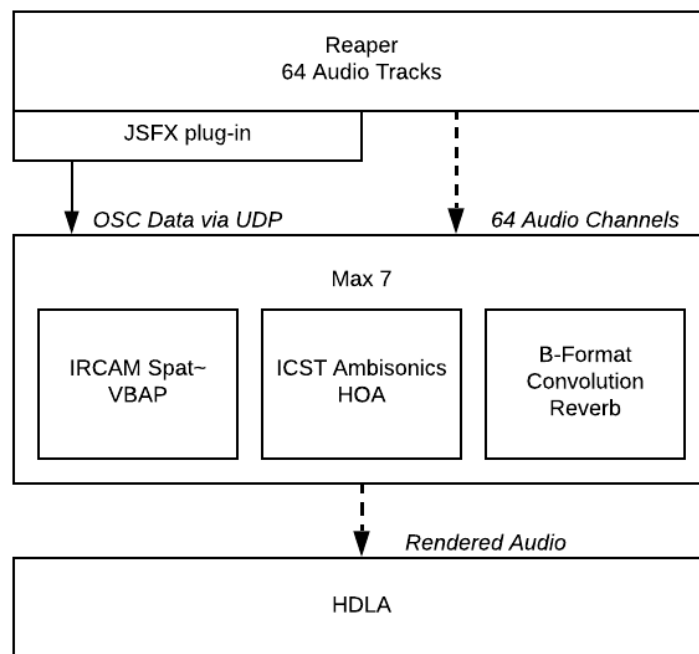 Reaper
64 Audio Tracks
JSFX plug-in
OSC Data via UDP
64 Audio Channels
Max 7
IRCAM Spat~
VBAP
ICST Ambisonics
HOA
B-Format
Convolution
Reverb
Rendered Audio
HDLA